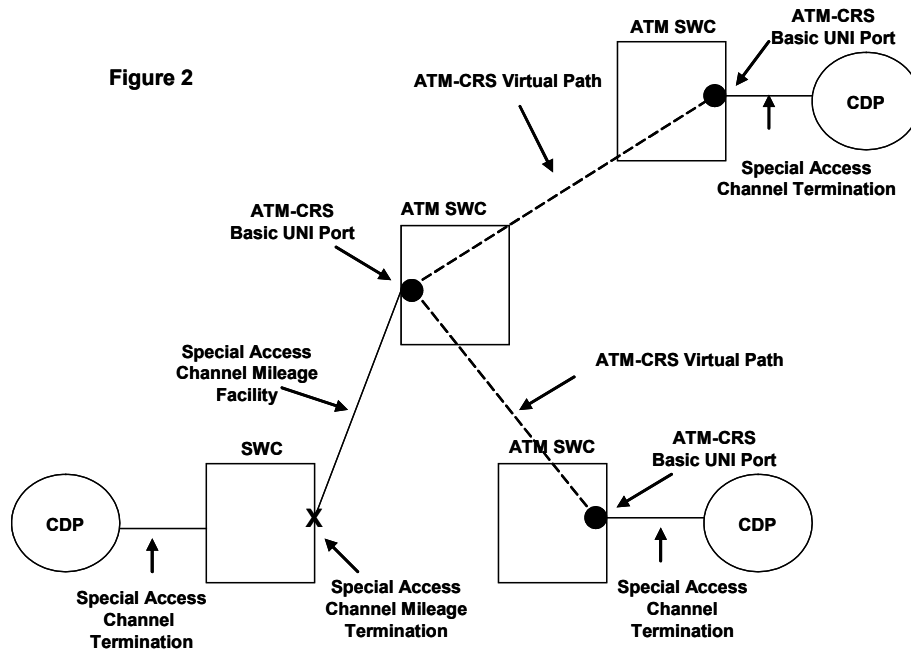 ATM-CRS
Basic UNI Port
ATM SWC
Figure 2
ATM-CRS Virtual Path
CDP
Special Access
Channel Termination
ATM-CRS
Basic UNI Port
ATM SWC
Special Access
Channel Mileage
Facility
ATM-CRS Virtual Path
SWC
ATM SWC
ATM-CRS
Basic UNI Port
CDP
X
CDP
Special Access
Channel
Termination
Special Access
Channel Mileage
Termination
Special Access
Channel
Termination